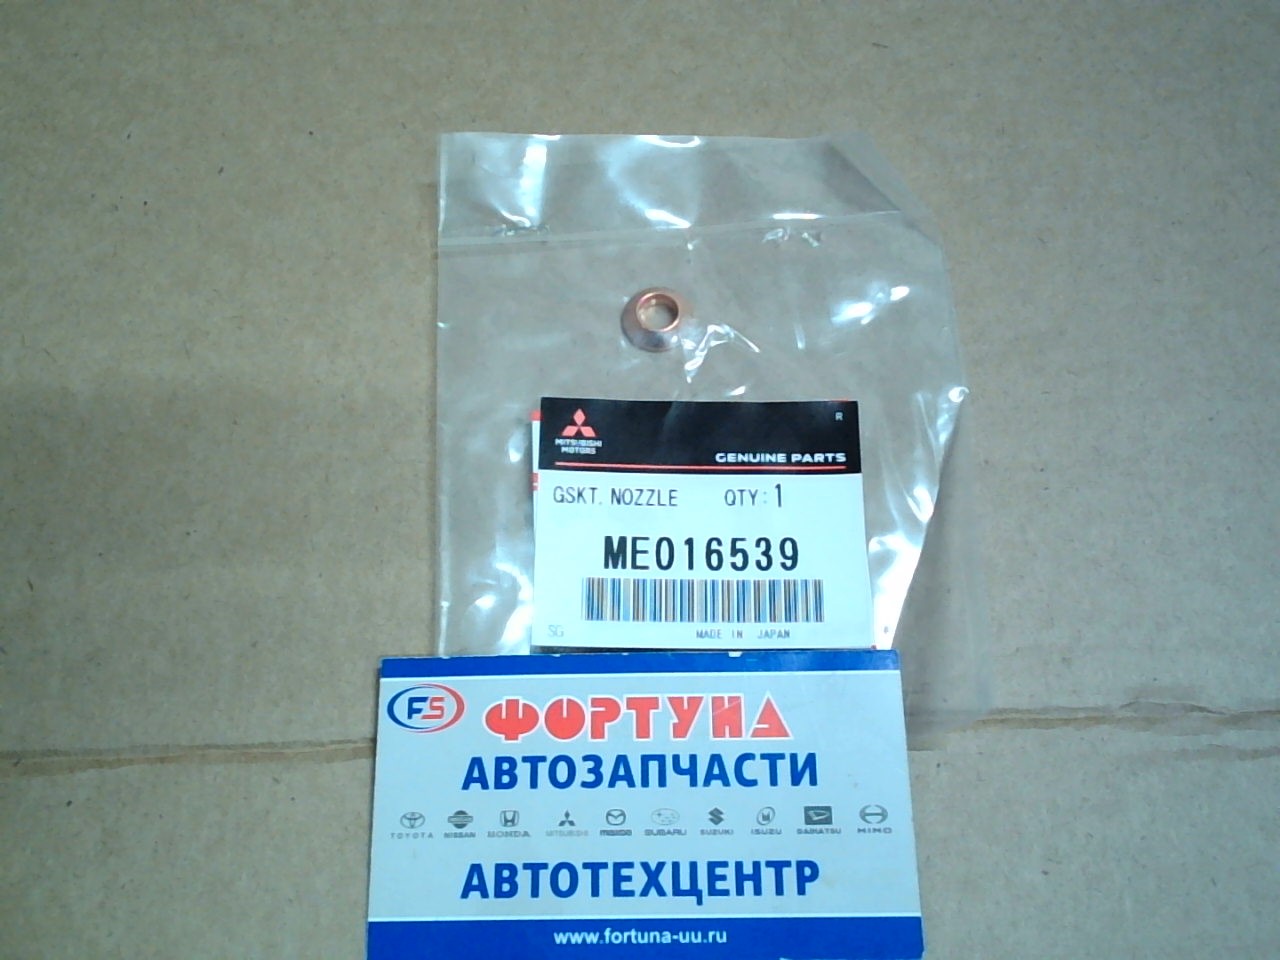 MITSUBISHI
MOTORS
R
GENUINE PARTS
GSKT. NOZZLE QTY:1
ME016539
SG MADE IN JAPAN
FS ФОРТУНА
АВТОЗАПЧАСТИ
TOYOTA NISSAN HONDA MITSUBISHI mazda SUBARU SUZUKI ISUZU DAIHATSU HINO
АВТОТЕХЦЕНТР
www.fortuna-uu.ru